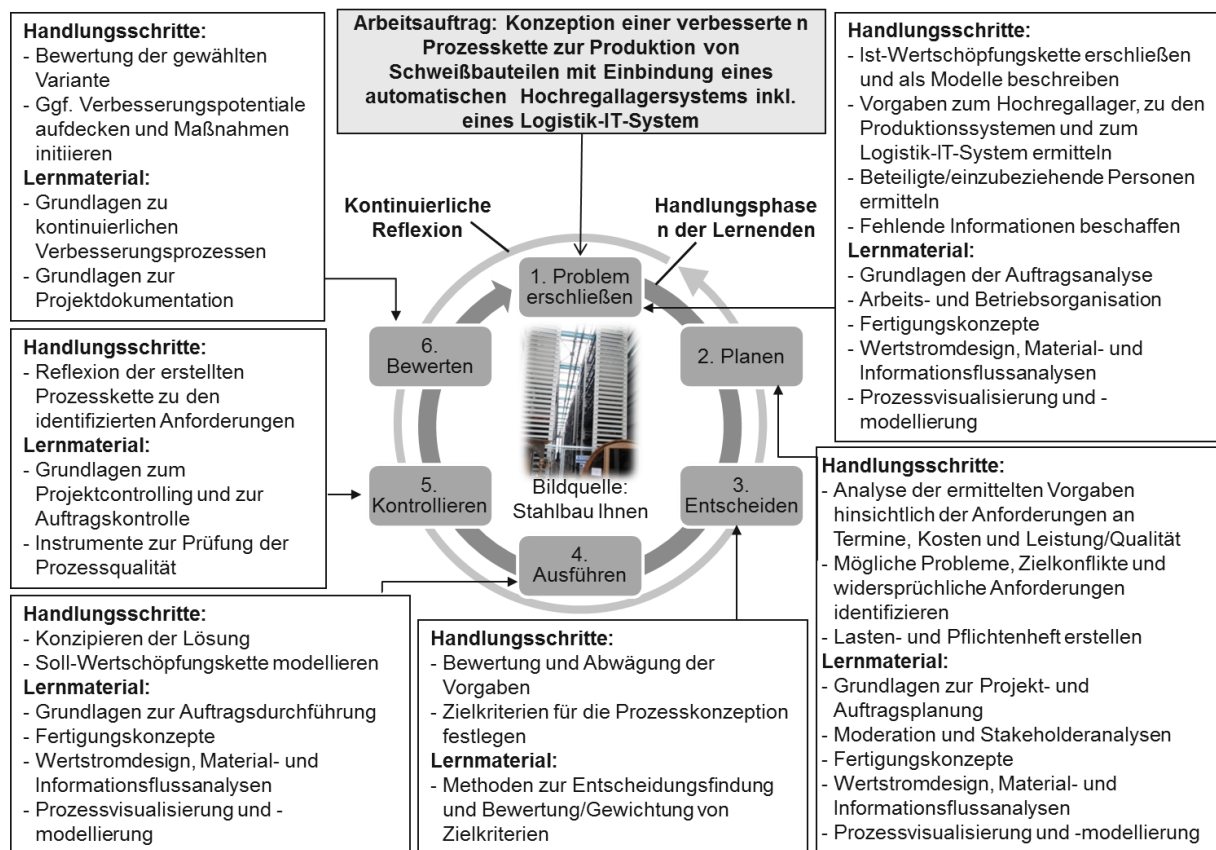 Arbeitsauftrag: Konzeption einer verbesserte n
Prozesskette zur Produktion von
Schweißbauteilen mit Einbindung eines
automatischen Hochregallagersystems inkl.
eines Logistik-IT-System
Handlungsschritte:
- Bewertung der gewählten
Variante
- Ggf. Verbesserungspotentiale
aufdecken und Maßnahmen
initiieren
Lernmaterial:
- Grundlagen zu
kontinuierlichen
Verbesserungsprozessen
- Grundlagen zur
Projektdokumentation
Handlungsschritte:
- Ist-Wertschöpfungskette erschließen
und als Modelle beschreiben
- Vorgaben zum Hochregallager, zu den
Produktionssystemen und zum
Logistik-IT-System ermitteln
- Beteiligte/einzubeziehende Personen
ermitteln
- Fehlende Informationen beschaffen
Lernmaterial:
- Grundlagen der Auftragsanalyse
- Arbeits- und Betriebsorganisation
- Fertigungskonzepte
- Wertstromdesign, Material- und
Informationsflussanalysen
- Prozessvisualisierung und -
modellierung
Kontinuierliche
Reflexion
Handlungsphase
n der Lernenden
1. Problem
erschließen
2. Planen
3.
Entscheiden
4.
Ausführen
5.
Kontrollieren
6.
Bewerten
Bildquelle:
Stahlbau Ihnen
Handlungsschritte:
- Reflexion der erstellten
Prozesskette zu den
identifizierten Anforderungen
Lernmaterial:
- Grundlagen zum
Projektcontrolling und zur
Auftragskontrolle
- Instrumente zur Prüfung der
Prozessqualität
Handlungsschritte:
- Konzipieren der Lösung
- Soll-Wertschöpfungskette modellieren
Lernmaterial:
- Grundlagen zur Auftragsdurchführung
- Fertigungskonzepte
- Wertstromdesign, Material- und
Informationsflussanalysen
- Prozessvisualisierung und -
modellierung
Handlungsschritte:
- Bewertung und Abwägung der
Vorgaben
- Zielkriterien für die Prozesskonzeption
festlegen
Lernmaterial:
- Methoden zur Entscheidungsfindung
und Bewertung/Gewichtung von
Zielkriterien
Handlungsschritte:
- Analyse der ermittelten Vorgaben
hinsichtlich der Anforderungen an
Termine, Kosten und Leistung/Qualität
- Mögliche Probleme, Zielkonflikte und
widersprüchliche Anforderungen
identifizieren
- Lasten- und Pflichtenheft erstellen
Lernmaterial:
- Grundlagen zur Projekt- und
Auftragsplanung
- Moderation und Stakeholderanalysen
- Fertigungskonzepte
- Wertstromdesign, Material- und
Informationsflussanalysen
- Prozessvisualisierung und -modellierung